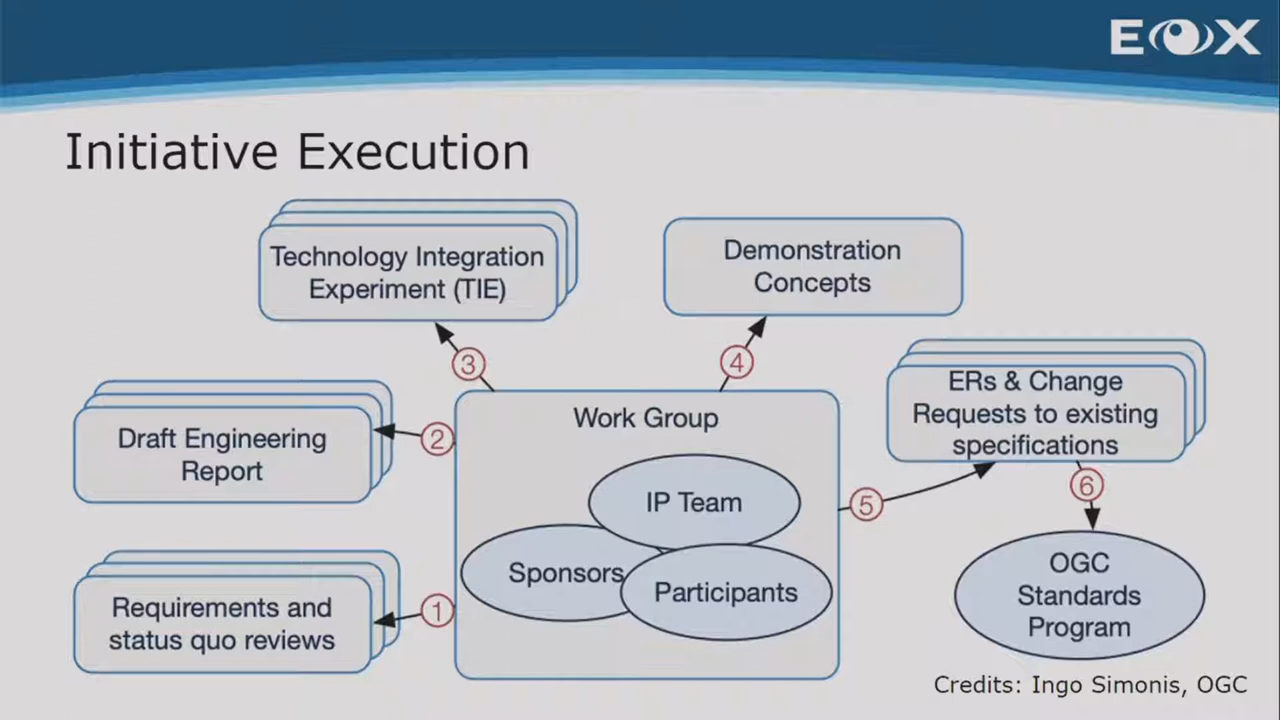 EOX
Initiative Execution
Technology Integration
Experiment (TIE)
Demonstration
Concepts
3
4
ERs & Change
Requests to existing
specifications
Draft Engineering
Report
2
Work Group
IP Team
5
6
Sponsors
Participants
OGC
Standards
Program
Requirements and
status quo reviews
1
Credits: Ingo Simonis, OGC